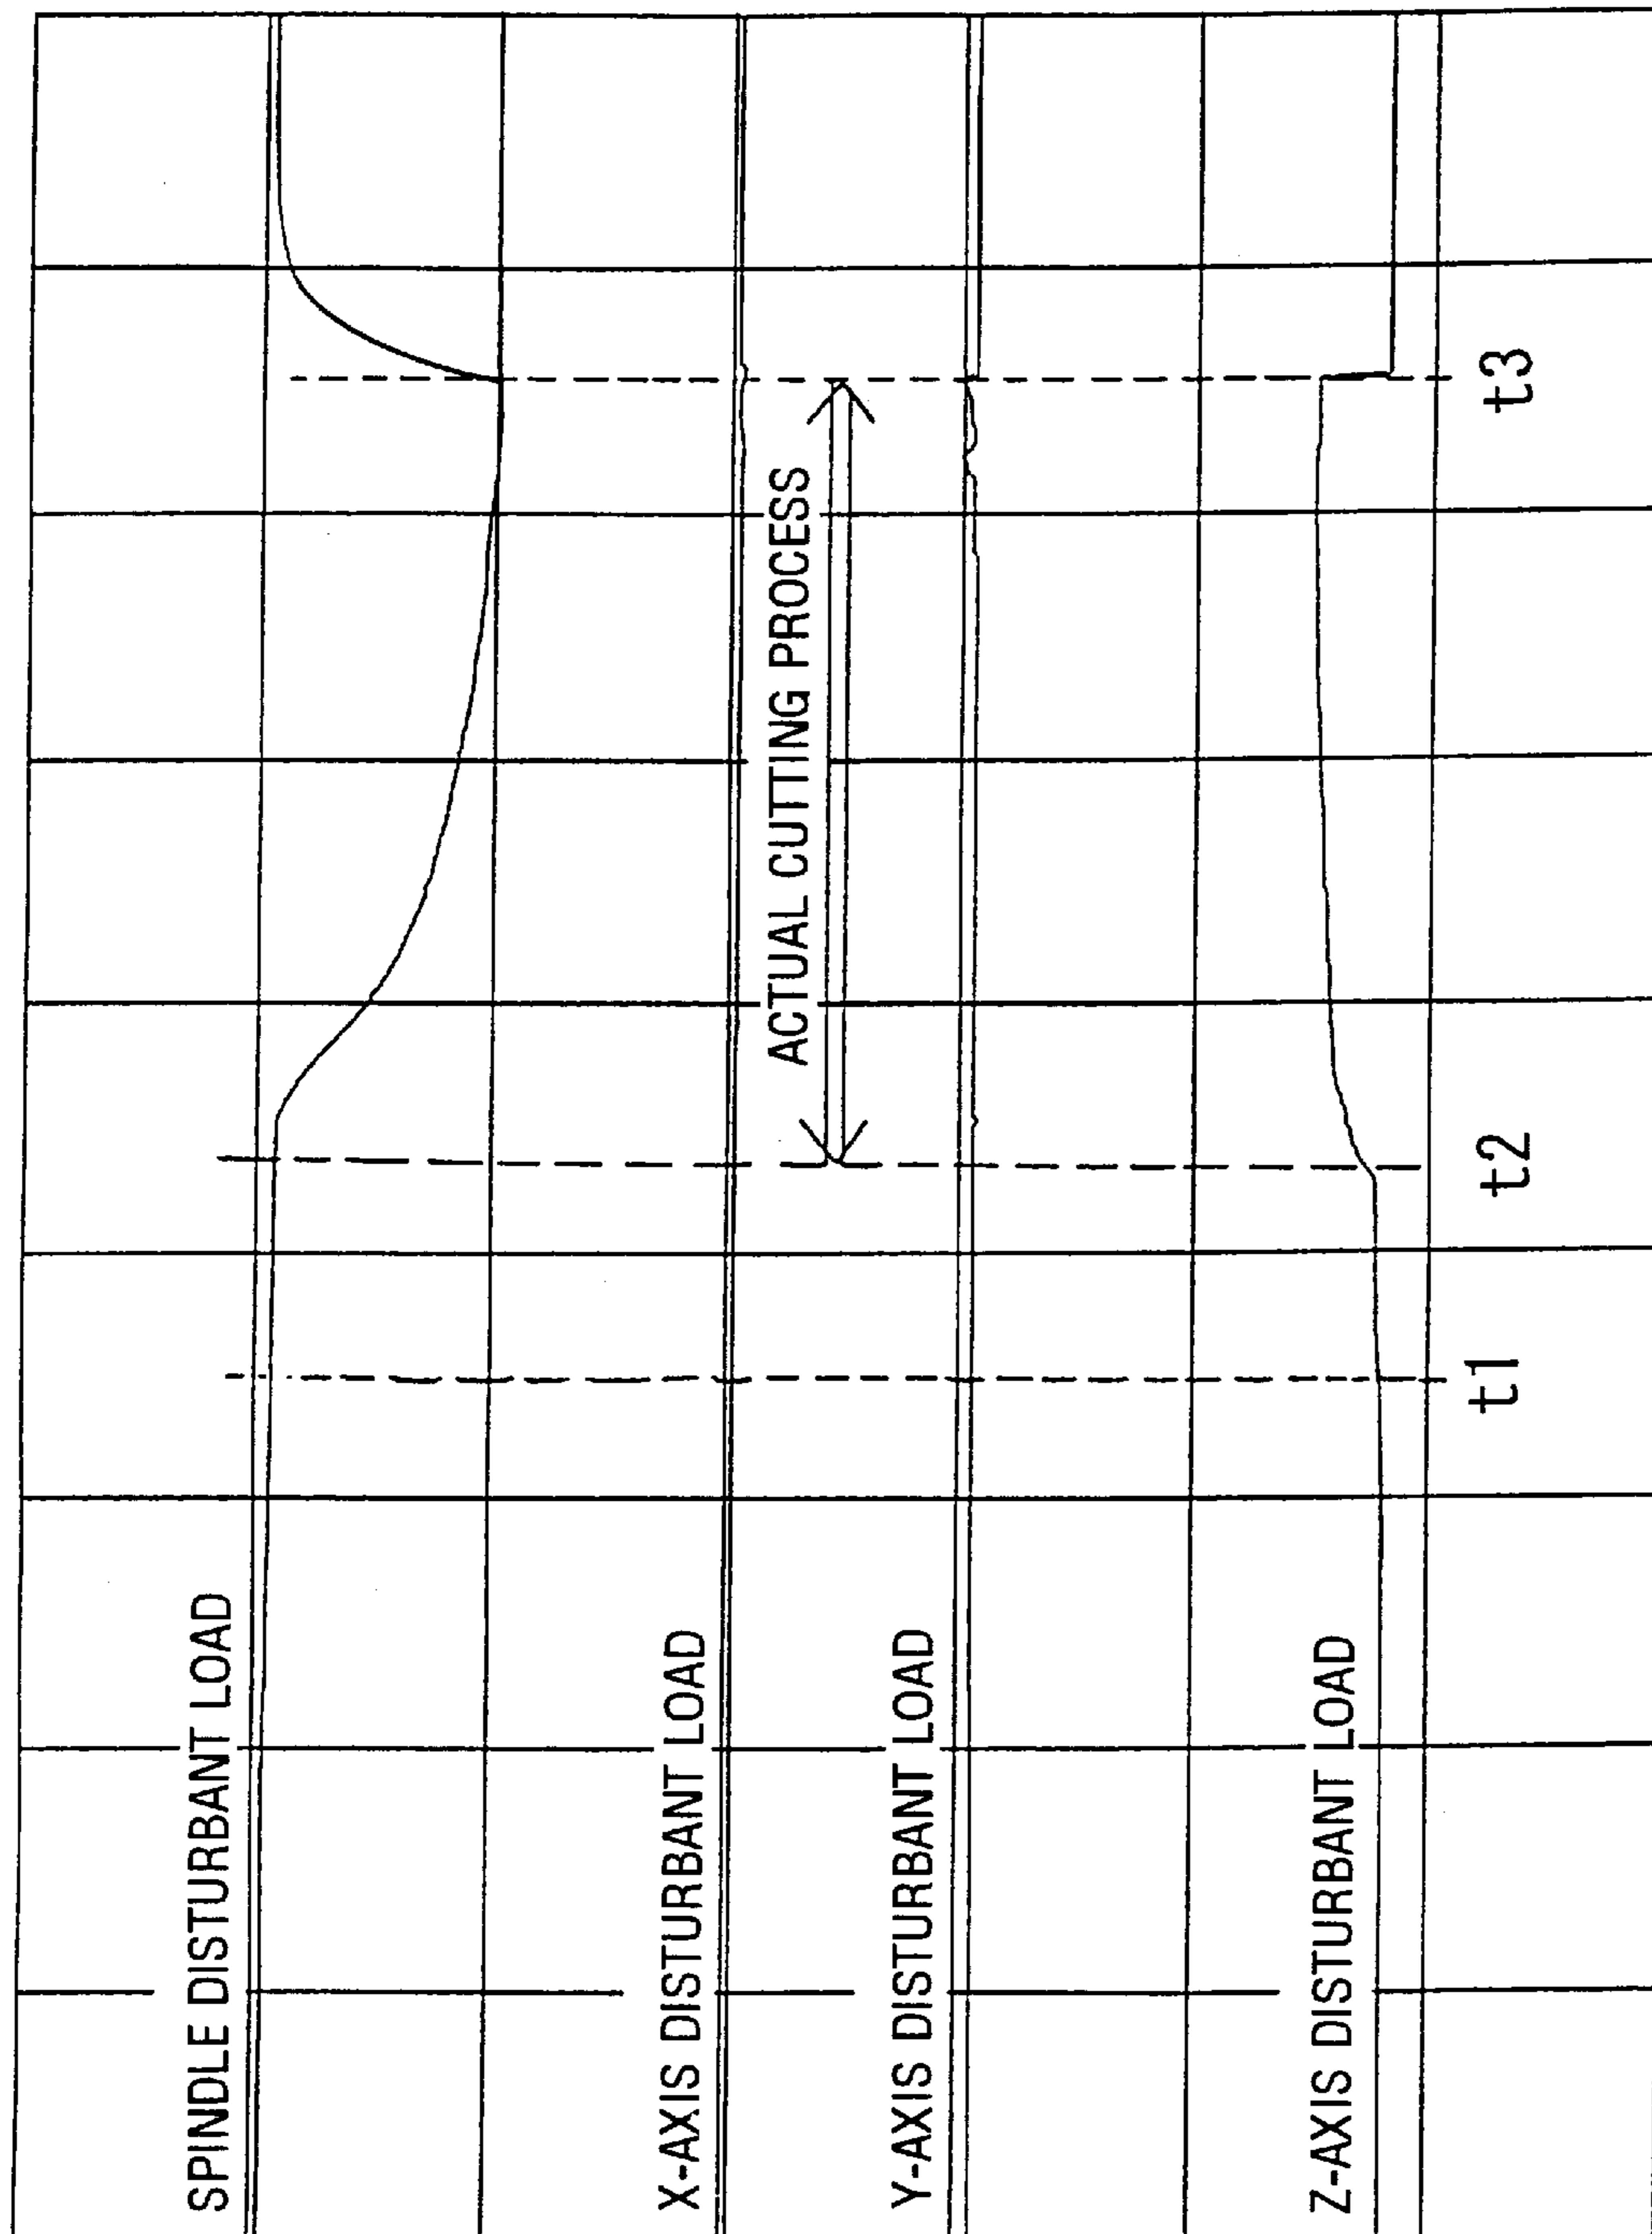 SPINDLE DISTURBANT LOAD
X-AXIS DISTURBANT LOAD
ACTUAL CUTTING PROCESS
Y-AXIS DISTURBANT LOAD
Z-AXIS DISTURBANT LOAD
t1
t2
t3